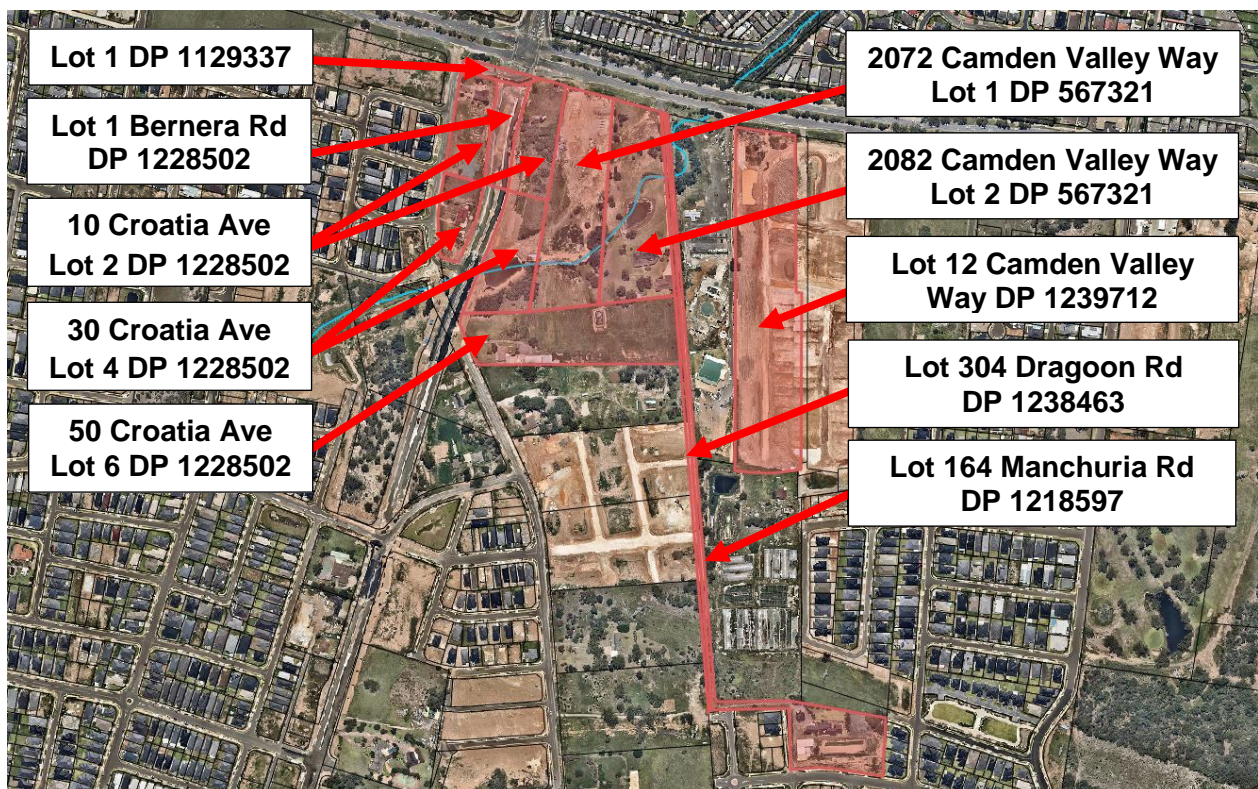 Lot 1 DP 1129337
Lot 1 Bernera Rd
DP 1228502
10 Croatia Ave
Lot 2 DP 1228502
30 Croatia Ave
Lot 4 DP 1228502
50 Croatia Ave
Lot 6 DP 1228502
2072 Camden Valley Way
Lot 1 DP 567321
2082 Camden Valley Way
Lot 2 DP 567321
Lot 12 Camden Valley
Way DP 1239712
Lot 304 Dragoon Rd
DP 1238463
Lot 164 Manchuria Rd
DP 1218597